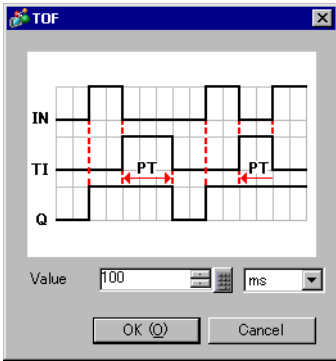 TOF
IN
TI PT PT
Q
Value 100 ms
OK (O) Cancel